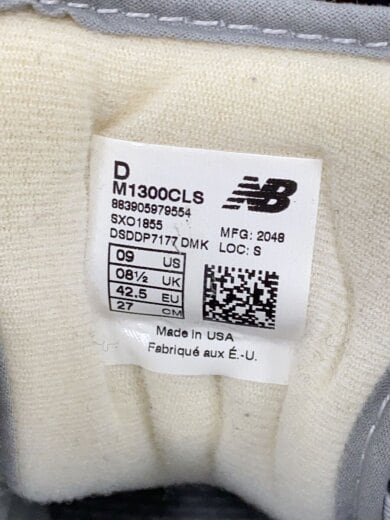 D
M1300CLS
883905979554
SXO1855
DSDDP7177 DMK
NB
MFG: 2048
LOC: S
09 US
08½ UK
42.5 EU
27 CM
Made in USA
Fabriqué aux É.-U.